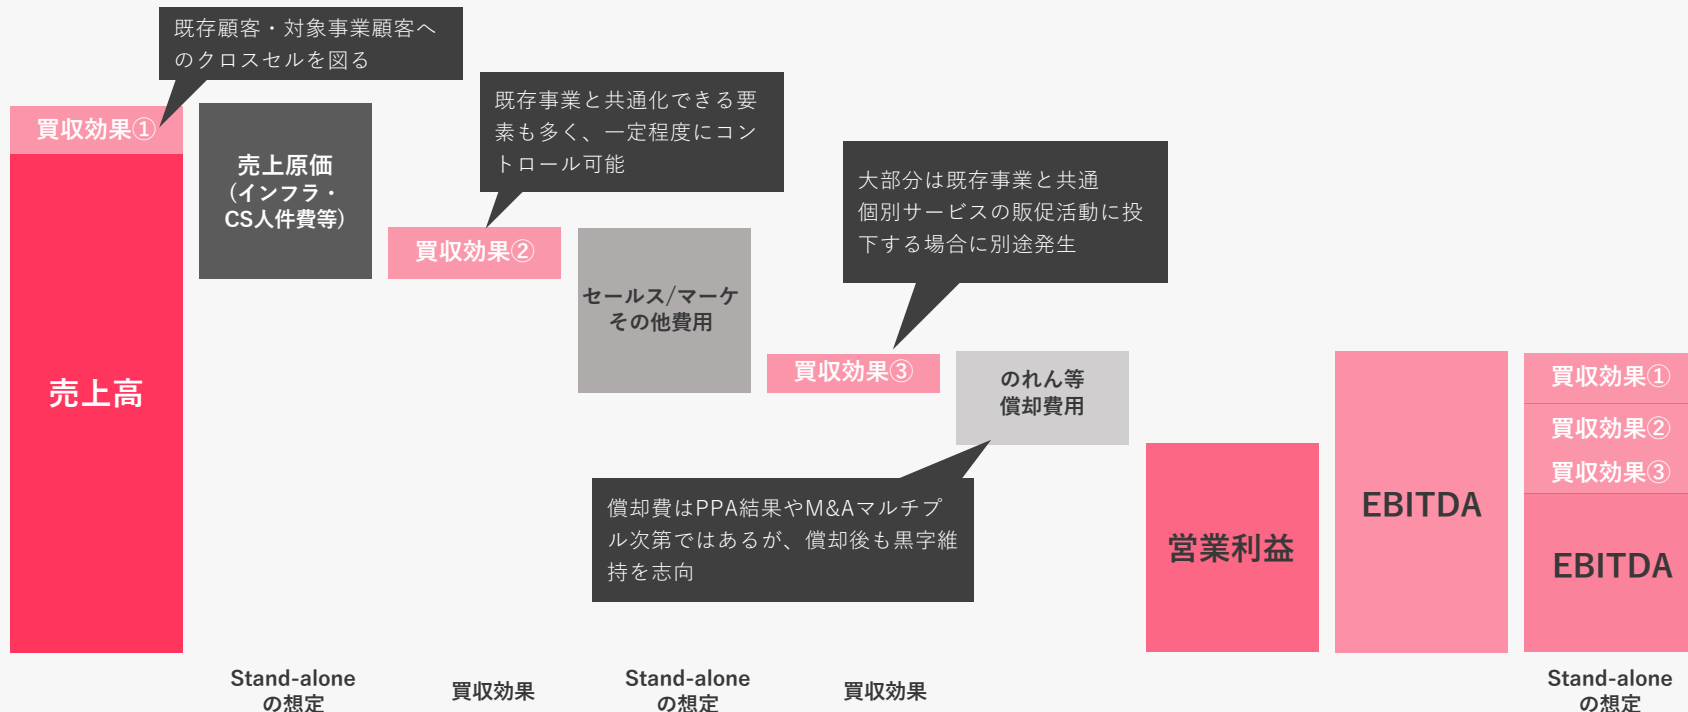 既存顧客・対象事業顧客へ
のクロスセルを図る
買収効果①
売上高
売上原価
(インフラ・
CS人件費等)
既存事業と共通化できる要
素も多く、一定程度にコン
トロール可能
買収効果②
セールス/マーケ
その他費用
大部分は既存事業と共通
個別サービスの販促活動に投
下する場合に別途発生
買収効果③
のれん等
償却費用
償却費はPPA結果やM&Aマルチプ
ル次第ではあるが、償却後も黒字維
持を志向
営業利益
EBITDA
買収効果①
買収効果②
買収効果③
EBITDA
Stand-alone
の想定
買収効果
Stand-alone
の想定
買収効果
Stand-alone
の想定